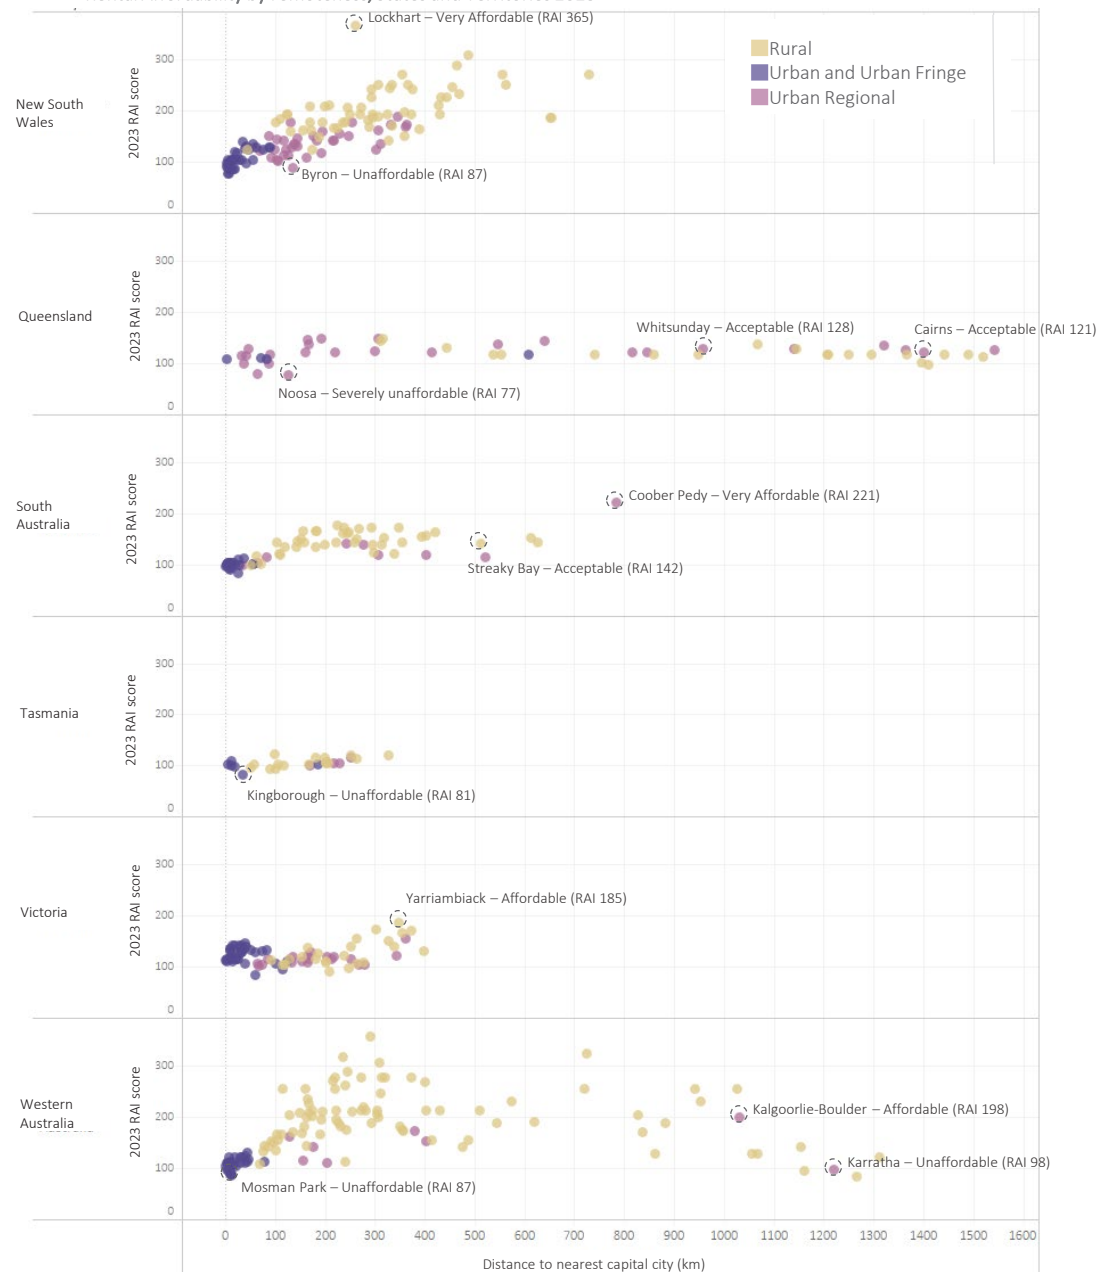 Lockhart – Very Affordable (RAI 365)
Rural
Urban and Urban Fringe
Urban Regional
New South
Wales
2023 RAI score
300
200
100
0
Byron – Unaffordable (RAI 87)
Queensland
2023 RAI score
300
200
100
0
Whitsunday – Acceptable (RAI 128)
Cairns – Acceptable (RAI 121)
Noosa – Severely unaffordable (RAI 77)
South
Australia
2023 RAI score
300
200
100
0
Coober Pedy – Very Affordable (RAI 221)
Streaky Bay – Acceptable (RAI 142)
Tasmania
2023 RAI score
300
200
100
0
Kingborough – Unaffordable (RAI 81)
Victoria
2023 RAI score
300
200
100
0
Yarriambiack – Affordable (RAI 185)
Western
Australia
2023 RAI score
300
200
100
0
Kalgoorlie-Boulder – Affordable (RAI 198)
Karratha – Unaffordable (RAI 98)
Mosman Park – Unaffordable (RAI 87)
0 100 200 300 400 500 600 700 800 900 1000 1100 1200 1300 1400 1500 1600
Distance to nearest capital city (km)